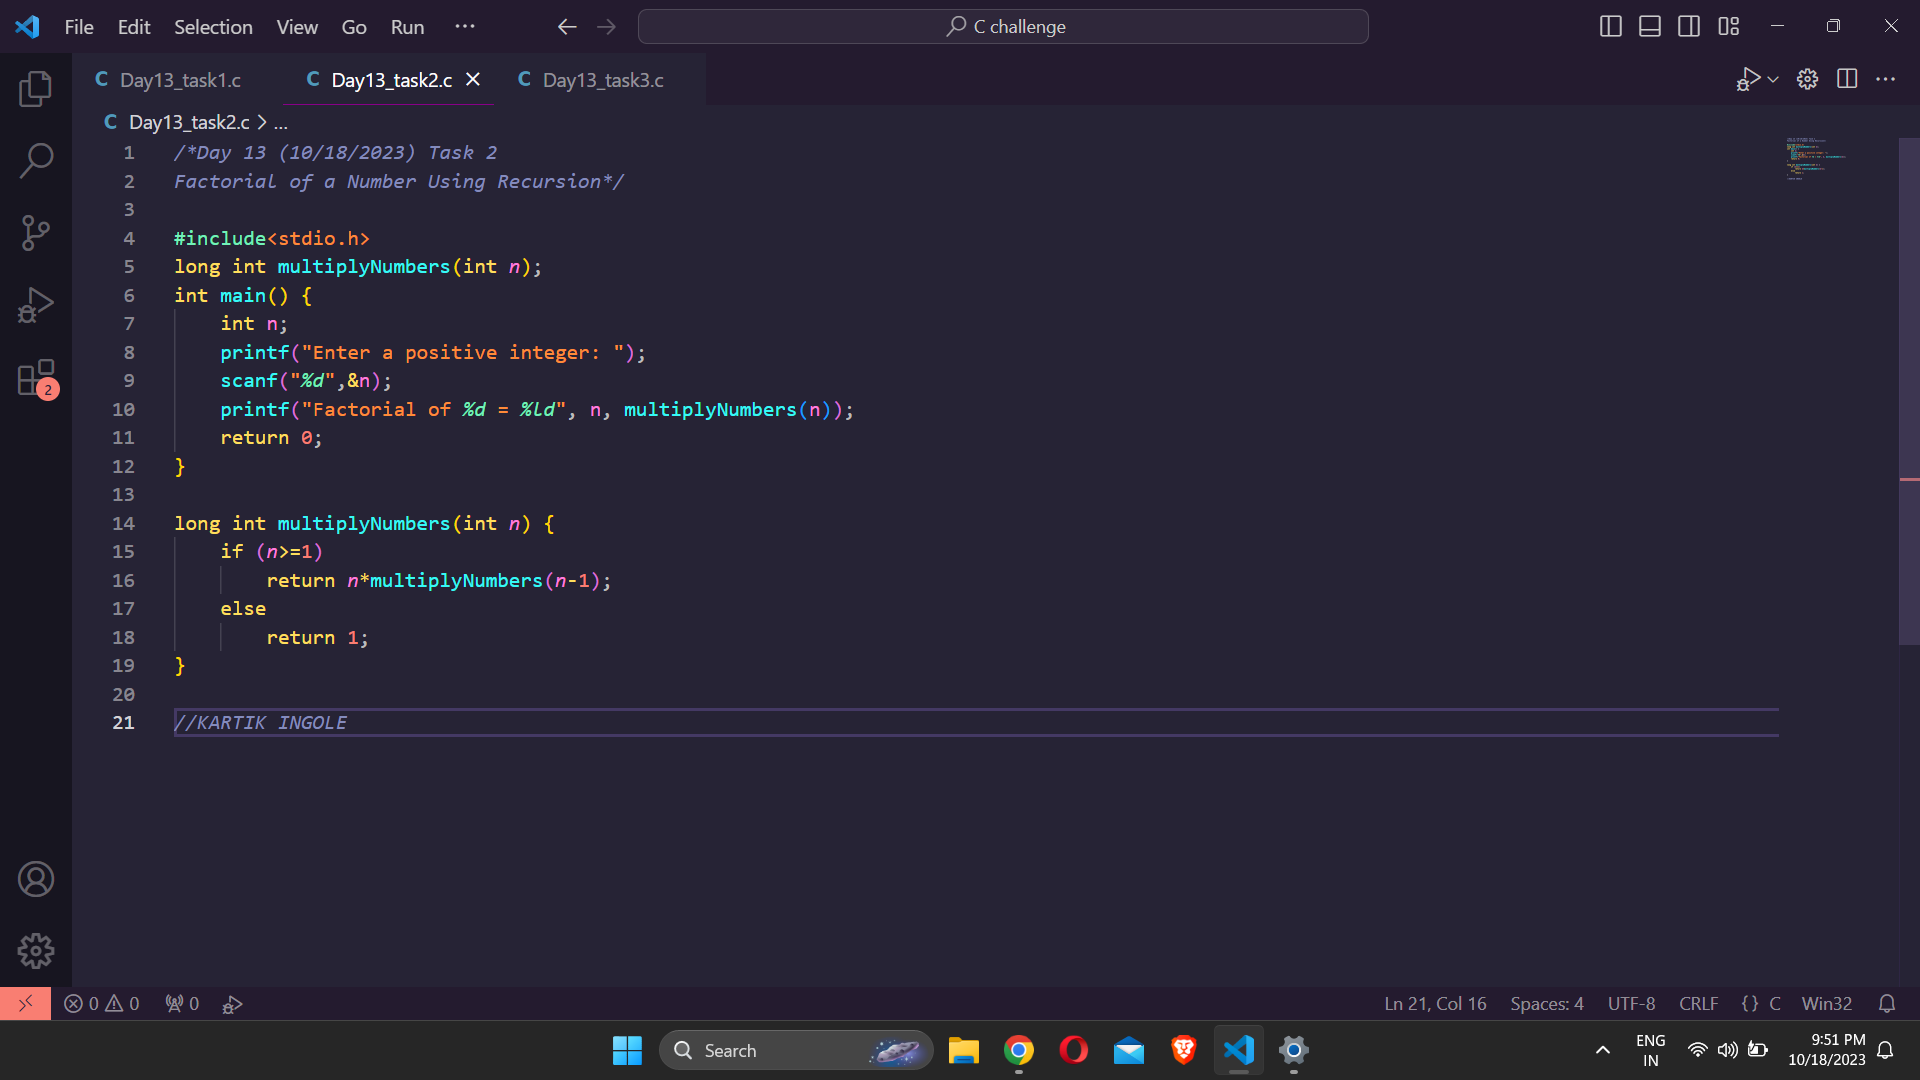 File Edit Selection View Go Run ··· C challenge
C Day13_task1.c C Day13_task2.c C Day13_task3.c
C Day13_task2.c > ...
1 /*Day 13 (10/18/2023) Task 2
2 Factorial of a Number Using Recursion*/
3
4 #include<stdio.h>
5 long int multiplyNumbers(int n);
6 int main() {
7     int n;
8     printf("Enter a positive integer: ");
9     scanf("%d",&n);
10     printf("Factorial of %d = %ld", n, multiplyNumbers(n));
11     return 0;
12 }
13
14 long int multiplyNumbers(int n) {
15     if (n>=1)
16         return n*multiplyNumbers(n-1);
17     else
18         return 1;
19 }
20
21 //KARTIK INGOLE
2
0 0 0 Ln 21, Col 16 Spaces: 4 UTF-8 CRLF {} C Win32
Search
ENG
IN
9:51 PM
10/18/2023